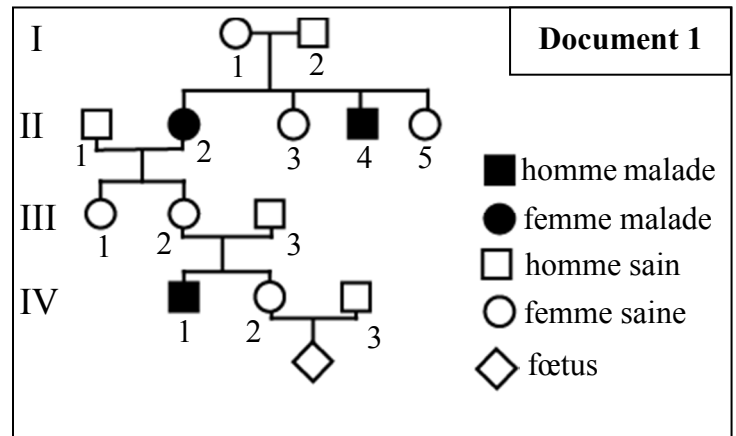 I
1
2
Document 1
II
1
2
3
4
5
homme malade
femme malade
homme sain
femme saine
fœtus
III
1
2
3
IV
1
2
3